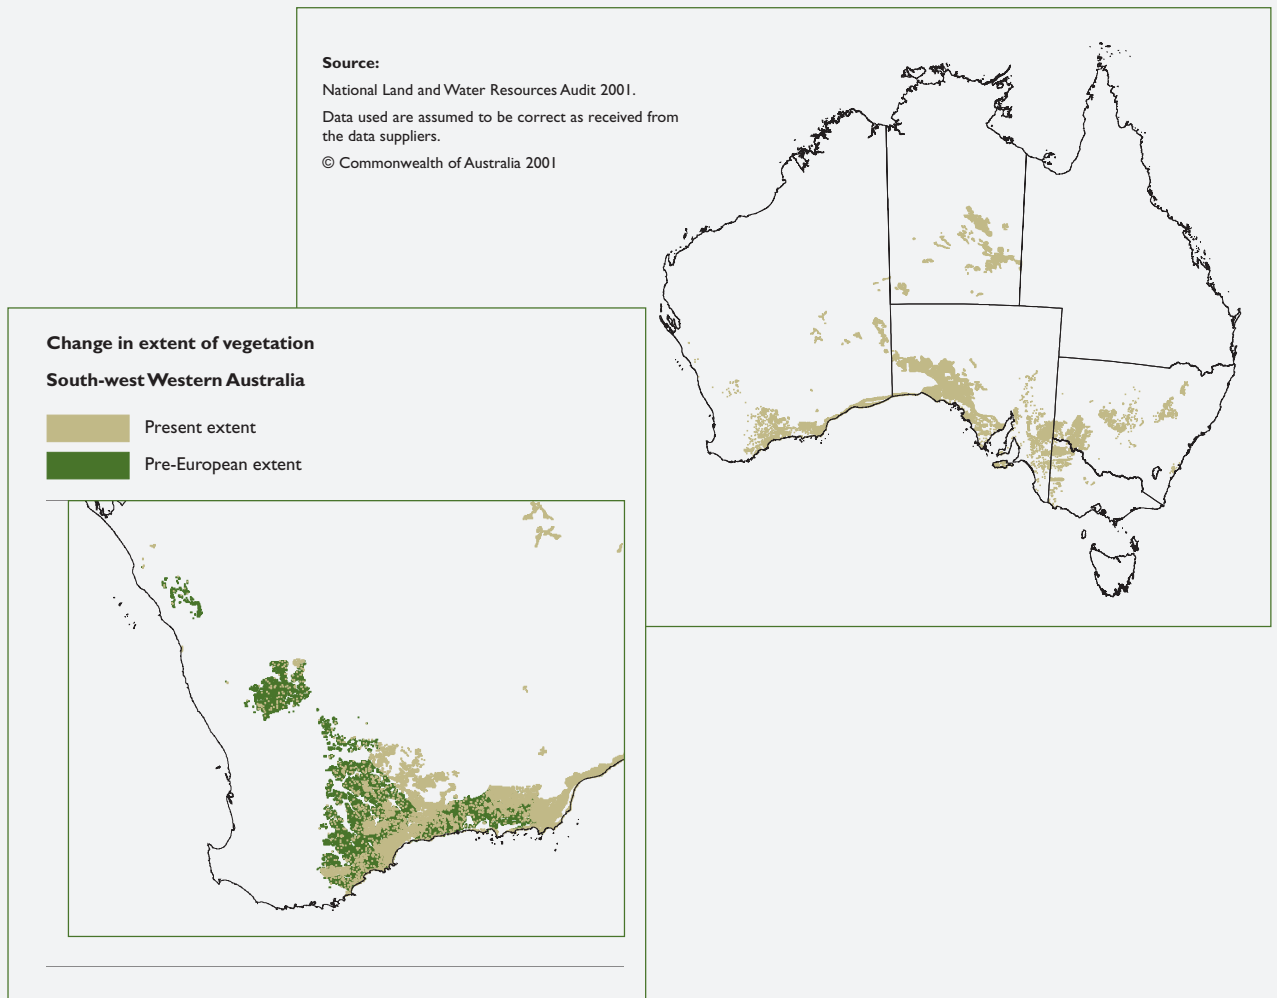 Source:
National Land and Water Resources Audit 2001.
Data used are assumed to be correct as received from
the data suppliers.
© Commonwealth of Australia 2001
Change in extent of vegetation
South-west Western Australia
Present extent
Pre-European extent